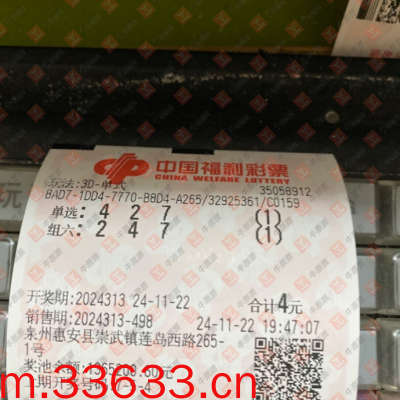 中国福利彩票
CHINA WELFARE LOTTERY
玩法:3D-单式 35058912
BAD7-1DD4-7770-B8D4-A265/32925361/C0159
单选: 4 2 7 (1)
组六: 2 4 7 (1)
开奖期:2024313 24-11-22 合计4元
销售期:2024313-498 24-11-22 19:47:07
泉州惠安县崇武镇莲岛西路265-
1号
m.33633.cn